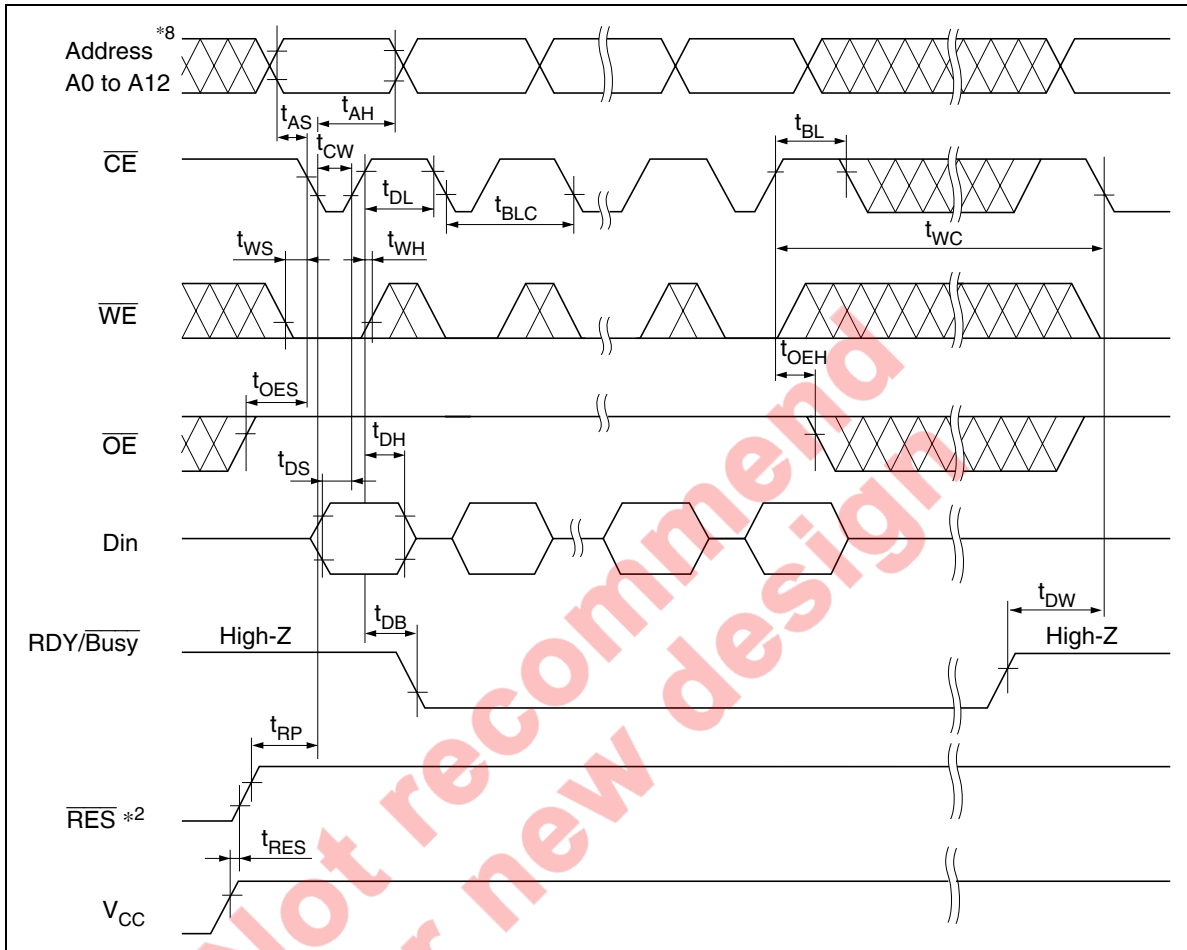 Address *8
A0 to A12
tAS
tAH
tBL
CE
tCW
tDL
tBLC
tWC
tWS
tWH
WE
tOEH
tOES
OE
tDH
tDS
Din
tDW
tDB
RDY/Busy
High-Z
High-Z
tRP
RES *2
tRES
VCC
Not recommend
r new design